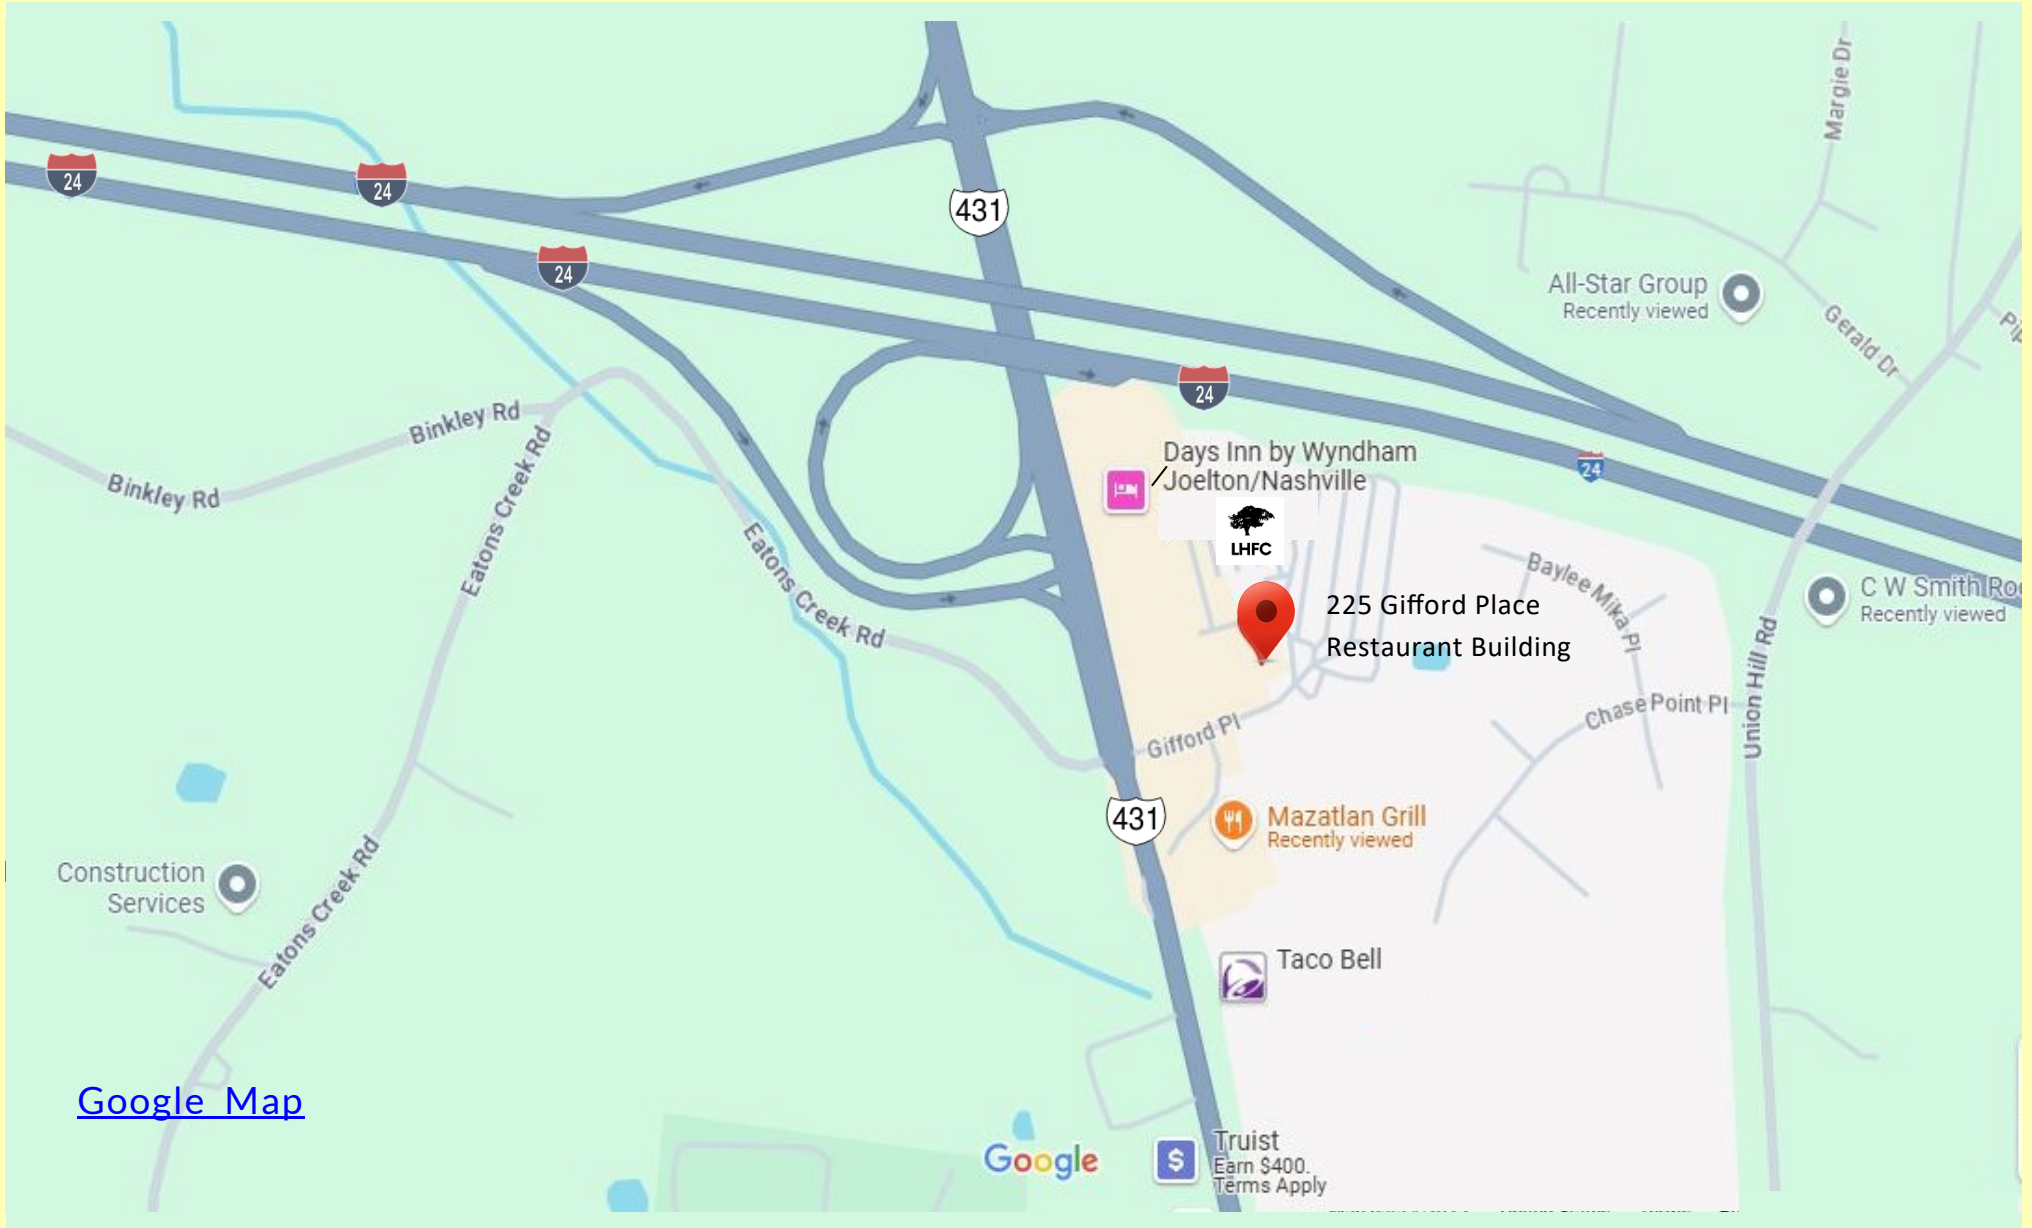 Margie Dr
24
24
431
24
All-Star Group
Recently viewed
Gerald Dr
24
Binkley Rd
Binkley Rd
Eatons Creek Rd
Days Inn by Wyndham
Joelton/Nashville
24
LHFC
Eatons Creek Rd
Baylee Mika Pl
225 Gifford Place
Restaurant Building
C W Smith Roo
Recently viewed
Union Hill Rd
Chase Point Pl
Gifford Pl
431
Mazatlan Grill
Recently viewed
Construction
Services
Eatons Creek Rd
Taco Bell
Google Map
Google
$
Truist
Earn $400.
Terms Apply